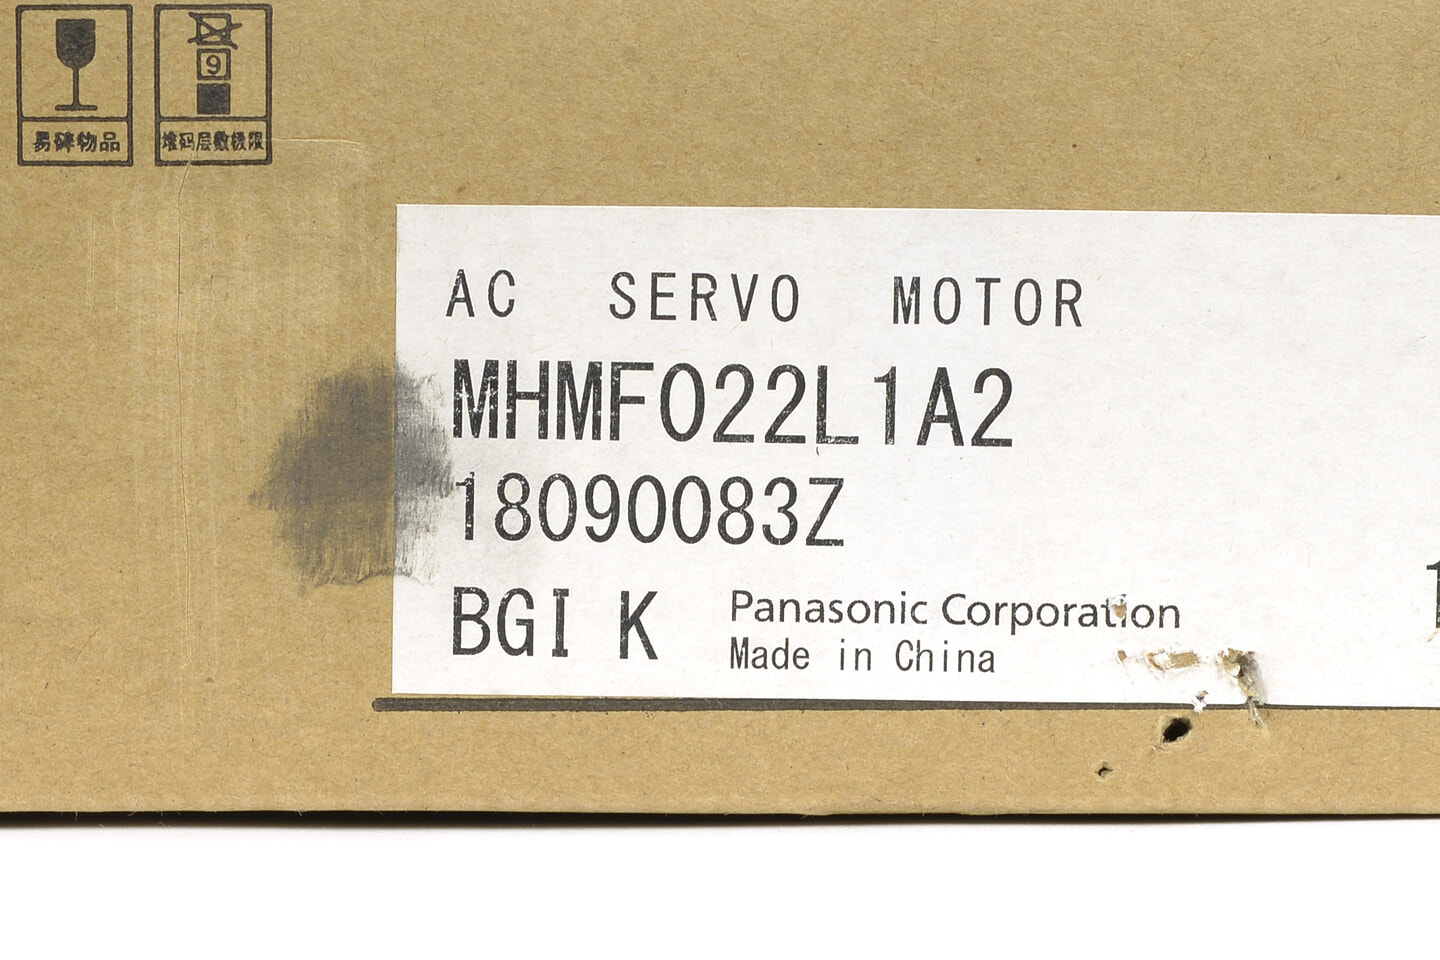 9
易碎物品
堆码层数极限
AC SERVO MOTOR
MHMF022L1A2
18090083Z
BGI K
Panasonic Corporation
Made in China
1